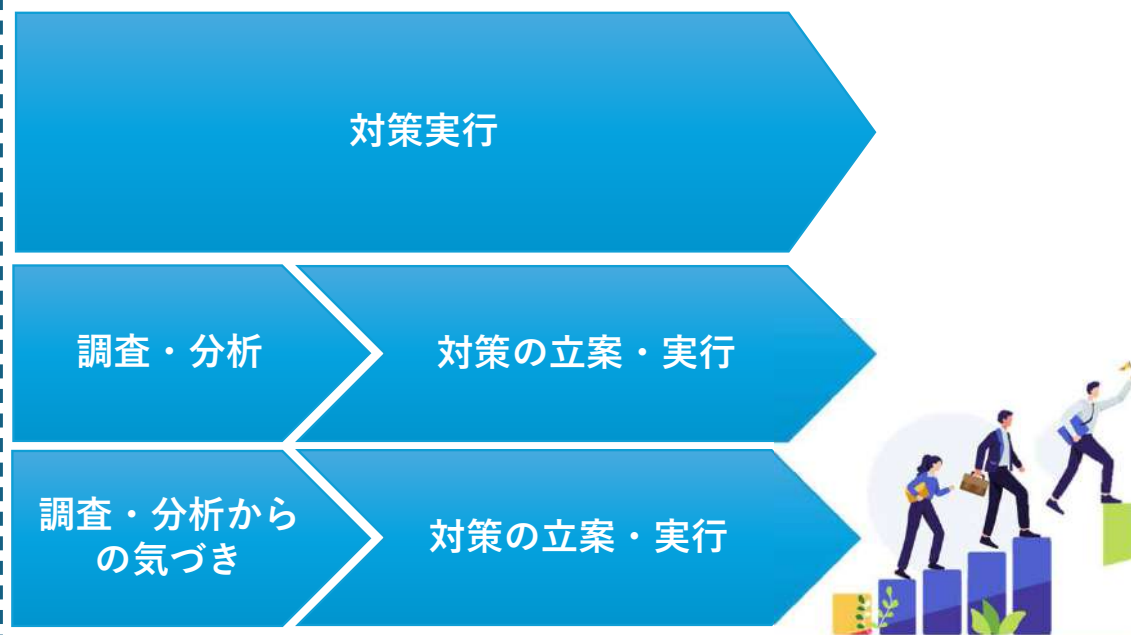 対策実行
調査・分析
対策の立案・実行
調査・分析から
の気づき
対策の立案・実行